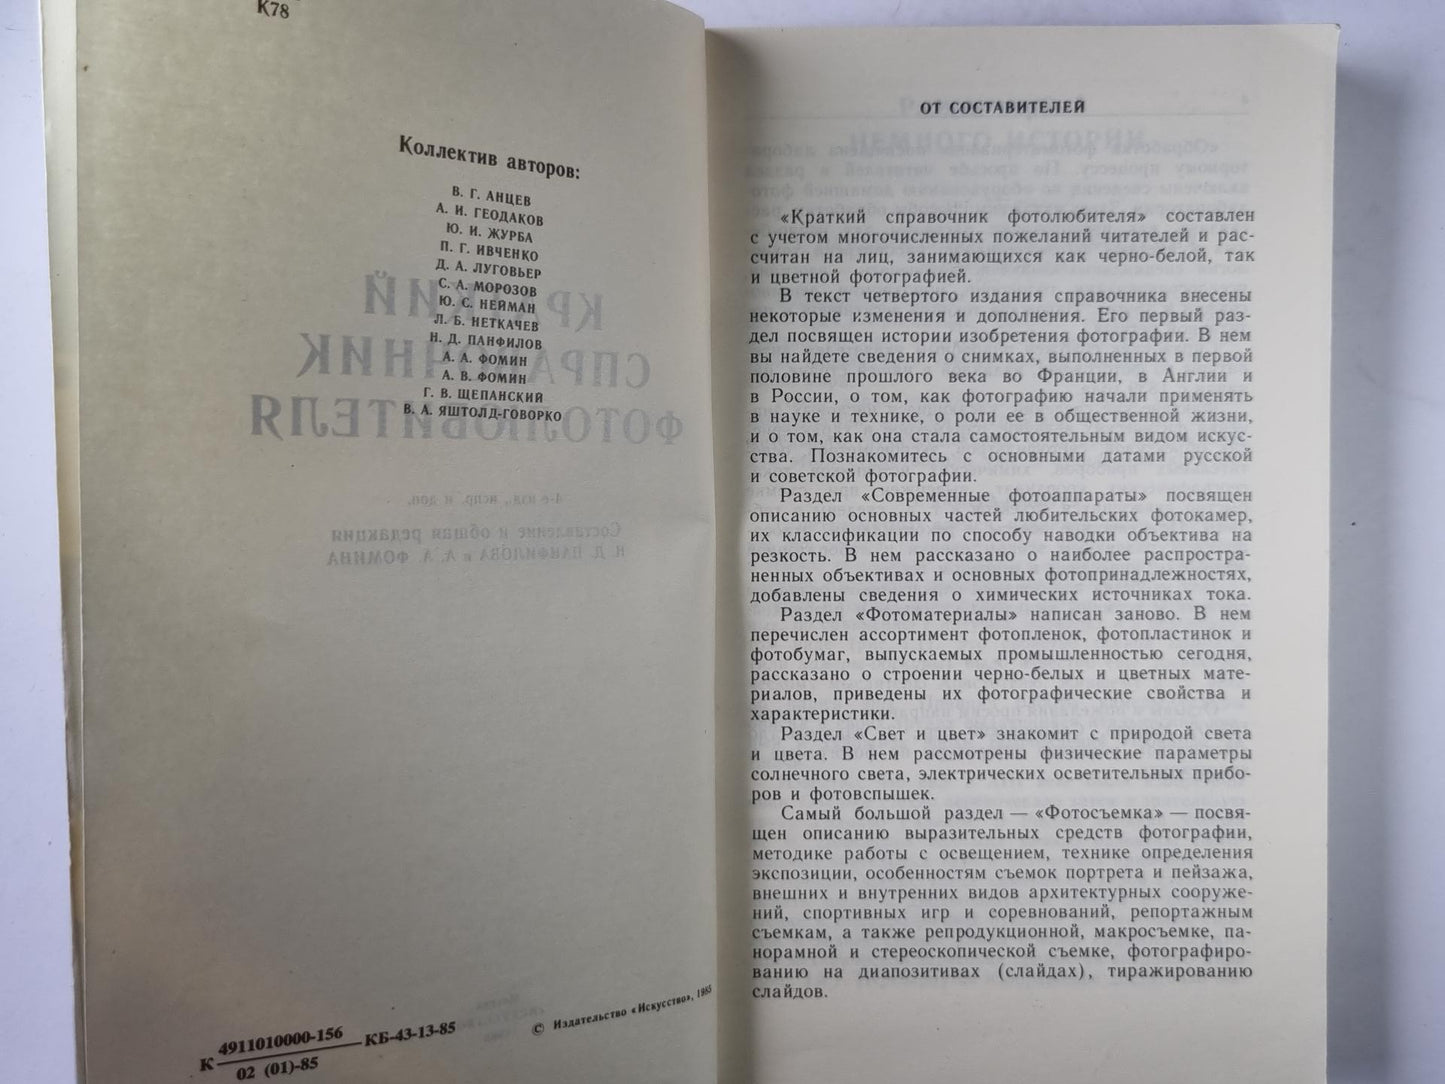 К78
Коллектив авторов:
В. Г. АНЦЕВ
А. И. ГЕОДАКОВ
Ю. И. ЖУРБА
П. Г. ИВЧЕНКО
Д. А. ЛУГОВЬЕР
С. А. МОРОЗОВ
Ю. С. НЕЙМАН
Л. Б. НЕТКАЧЕВ
Н. Д. ПАНФИЛОВ
А. А. ФОМИН
А. В. ФОМИН
Г. В. ЩЕПАНСКИЙ
В. А. ЯШТОЛД-ГОВОРКО
К 4911010000-156 КБ-43-13-85
02 (01)-85
© Издательство «Искусство», 1985
ОТ СОСТАВИТЕЛЕЙ
«Краткий справочник фотолюбителя» составлен
с учетом многочисленных пожеланий читателей и рас-
считан на лиц, занимающихся как черно-белой, так
и цветной фотографией.
В текст четвертого издания справочника внесены
некоторые изменения и дополнения. Его первый раз-
дел посвящен истории изобретения фотографии. В нем
вы найдете сведения о снимках, выполненных в первой
половине прошлого века во Франции, в Англии и
в России, о том, как фотографию начали применять
в науке и технике, о роли ее в общественной жизни,
и о том, как она стала самостоятельным видом искус-
ства. Познакомитесь с основными датами русской
и советской фотографии.
Раздел «Современные фотоаппараты» посвящен
описанию основных частей любительских фотокамер,
их классификации по способу наводки объектива на
резкость. В нем рассказано о наиболее распростра-
ненных объективах и основных фотопринадлежностях,
добавлены сведения о химических источниках тока.
Раздел «Фотоматериалы» написан заново. В нем
перечислен ассортимент фотопленок, фотопластинок и
фотобумаг, выпускаемых промышленностью сегодня,
рассказано о строении черно-белых и цветных мате-
риалов, приведены их фотографические свойства и
характеристики.
Раздел «Свет и цвет» знакомит с природой света
и цвета. В нем рассмотрены физические параметры
солнечного света, электрических осветительных прибо-
ров и фотовспышек.
Самый большой раздел — «Фотосъемка» — посвя-
щен описанию выразительных средств фотографии,
методике работы с освещением, технике определения
экспозиции, особенностям съемок портрета и пейзажа,
внешних и внутренних видов архитектурных сооруже-
ний, спортивных игр и соревнований, репортажным
съемкам, а также репродукционной, макросъемке, па-
норамной и стереоскопической съемке, фотографиро-
ванию на диапозитивах (слайдах), тиражированию
слайдов.